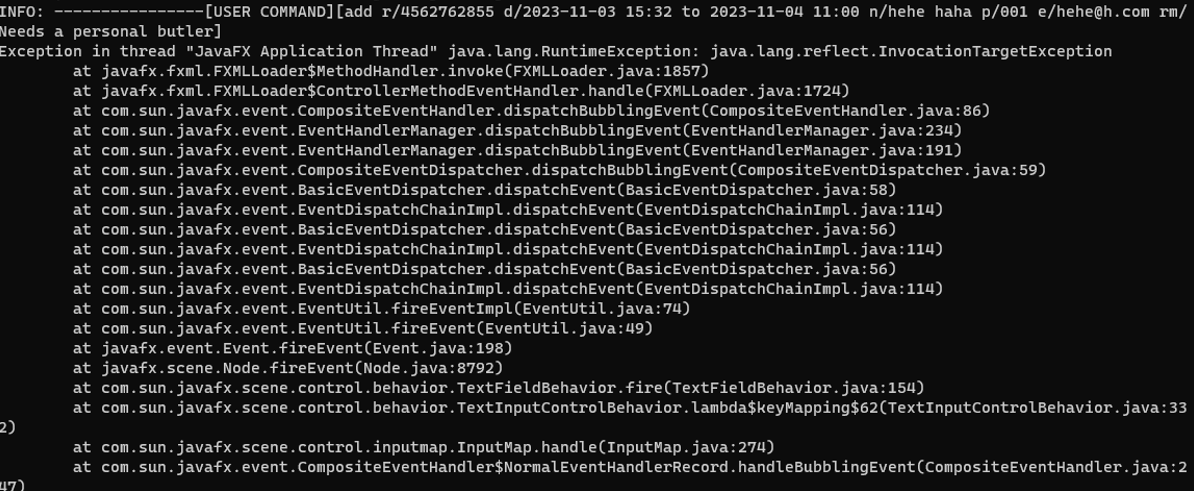 INFO: ----------------[USER COMMAND][add r/4562762855 d/2023-11-03 15:32 to 2023-11-04 11:00 n/hehe haha p/001 e/hehe@h.com rm/
Needs a personal butler]
Exception in thread "JavaFX Application Thread" java.lang.RuntimeException: java.lang.reflect.InvocationTargetException
at javafx.fxml.FXMLLoader$MethodHandler.invoke(FXMLLoader.java:1857)
at javafx.fxml.FXMLLoader$ControllerMethodEventHandler.handle(FXMLLoader.java:1724)
at com.sun.javafx.event.CompositeEventHandler.dispatchBubblingEvent(CompositeEventHandler.java:86)
at com.sun.javafx.event.EventHandlerManager.dispatchBubblingEvent(EventHandlerManager.java:234)
at com.sun.javafx.event.EventHandlerManager.dispatchBubblingEvent(EventHandlerManager.java:191)
at com.sun.javafx.event.CompositeEventDispatcher.dispatchBubblingEvent(CompositeEventDispatcher.java:59)
at com.sun.javafx.event.BasicEventDispatcher.dispatchEvent(BasicEventDispatcher.java:58)
at com.sun.javafx.event.EventDispatchChainImpl.dispatchEvent(EventDispatchChainImpl.java:114)
at com.sun.javafx.event.BasicEventDispatcher.dispatchEvent(BasicEventDispatcher.java:56)
at com.sun.javafx.event.EventDispatchChainImpl.dispatchEvent(EventDispatchChainImpl.java:114)
at com.sun.javafx.event.BasicEventDispatcher.dispatchEvent(BasicEventDispatcher.java:56)
at com.sun.javafx.event.EventDispatchChainImpl.dispatchEvent(EventDispatchChainImpl.java:114)
at com.sun.javafx.event.EventUtil.fireEventImpl(EventUtil.java:74)
at com.sun.javafx.event.EventUtil.fireEvent(EventUtil.java:49)
at javafx.event.Event.fireEvent(Event.java:198)
at javafx.scene.Node.fireEvent(Node.java:8792)
at com.sun.javafx.scene.control.behavior.TextFieldBehavior.fire(TextFieldBehavior.java:154)
at com.sun.javafx.scene.control.behavior.TextInputControlBehavior.lambda$keyMapping$62(TextInputControlBehavior.java:33
2)
at com.sun.javafx.scene.control.inputmap.InputMap.handle(InputMap.java:274)
at com.sun.javafx.event.CompositeEventHandler$NormalEventHandlerRecord.handleBubblingEvent(CompositeEventHandler.java:2
47)